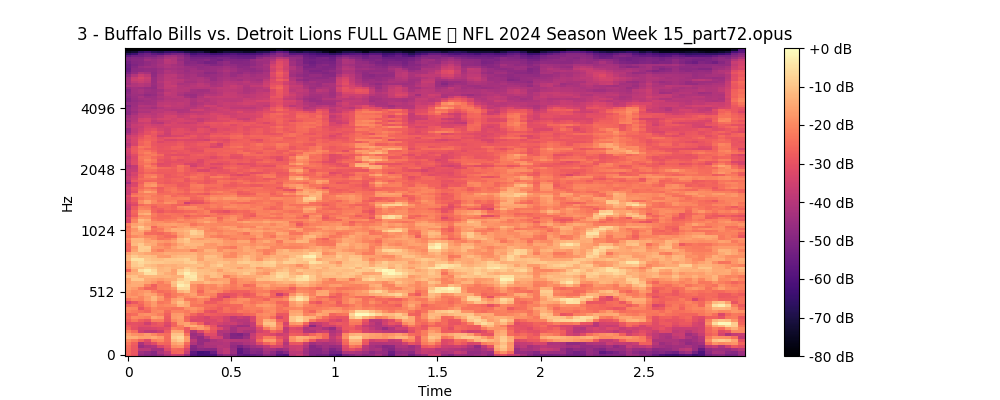 3 - Buffalo Bills vs. Detroit Lions FULL GAME  NFL 2024 Season Week 15_part72.opus
+0 dB
4096
-10 dB
-20 dB
2048
-30 dB
Hz
-40 dB
1024
-50 dB
512
-60 dB
-70 dB
0
-80 dB
0 0.5 1 1.5 2 2.5
Time